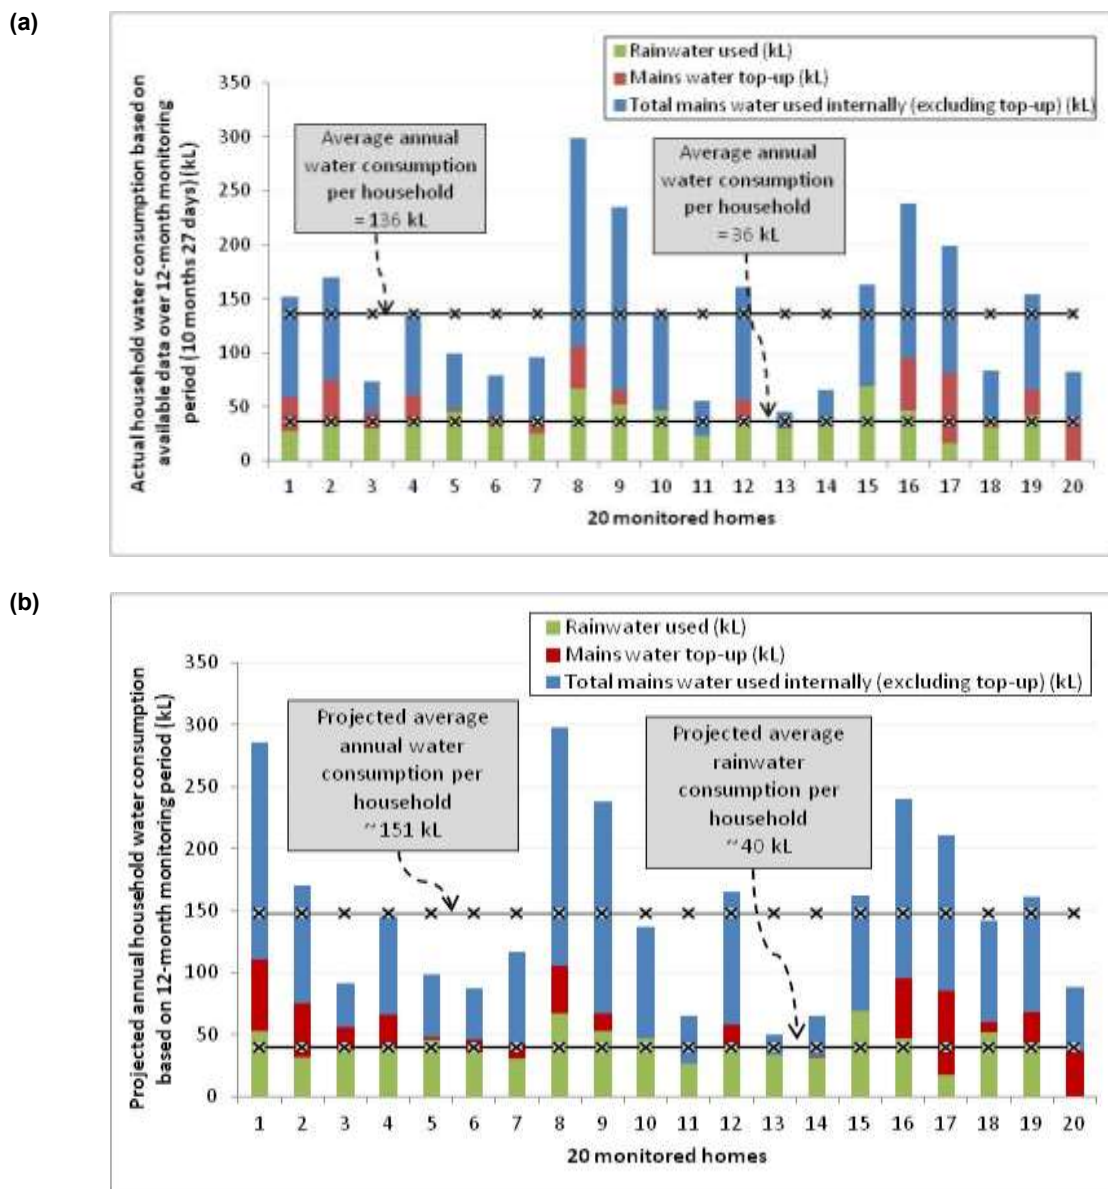 (a)
Rainwater used (kL)
Mains water top-up (kL)
Total mains water used internally (excluding top-up) (kL)
Actual household water consumption based on
available data over 12-month monitoring
period (10 months 27 days) (kL)
350
300
250
200
150
100
50
0
Average annual
water consumption
per household
= 136 kL
Average annual
water consumption
per household
= 36 kL
1 2 3 4 5 6 7 8 9 10 11 12 13 14 15 16 17 18 19 20
20 monitored homes
(b)
Rainwater used (kL)
Mains water top-up (kL)
Total mains water used internally (excluding top-up) (kL)
Projected annual household water consumption
based on 12-month monitoring period (kL)
350
300
250
200
150
100
50
0
Projected average
annual water
consumption per
household
~151 kL
Projected average
rainwater
consumption per
household
~40 kL
1 2 3 4 5 6 7 8 9 10 11 12 13 14 15 16 17 18 19 20
20 monitored homes